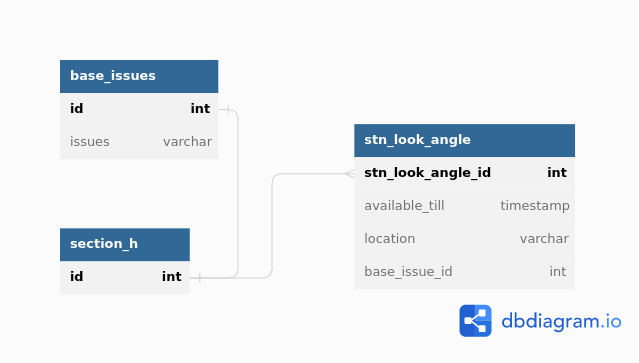 base_issues
id int
issues varchar
section_h
id int
stn_look_angle
stn_look_angle_id int
available_till timestamp
location varchar
base_issue_id int
dbdiagram.io